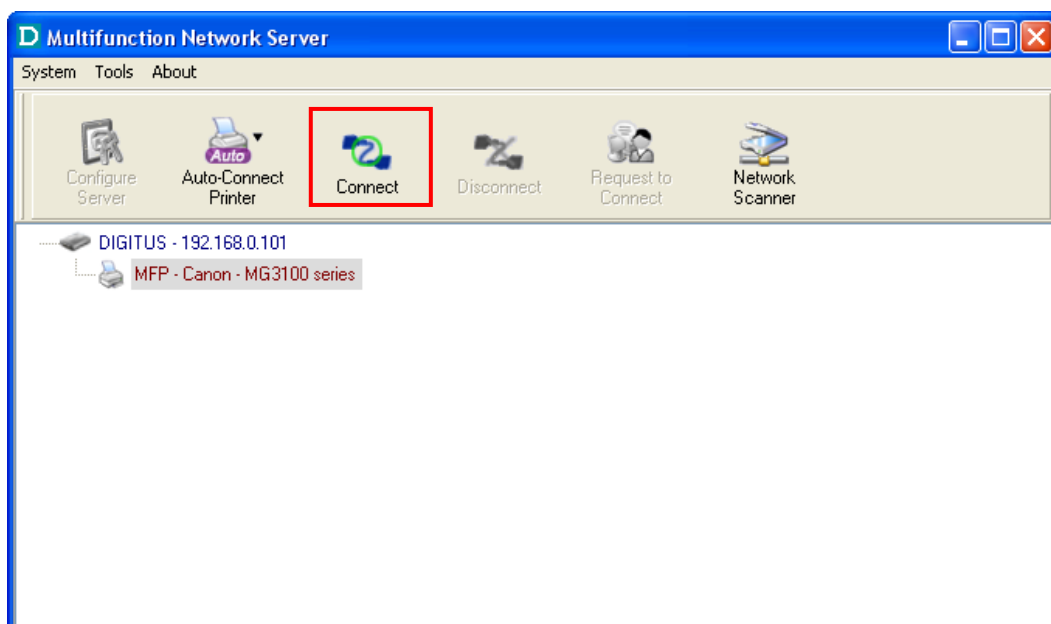 D Multifunction Network Server
System Tools About
Configure Server
Auto Auto-Connect Printer
Connect
Disconnect
Request to Connect
Network Scanner
DIGITUS - 192.168.0.101
MFP - Canon - MG3100 series